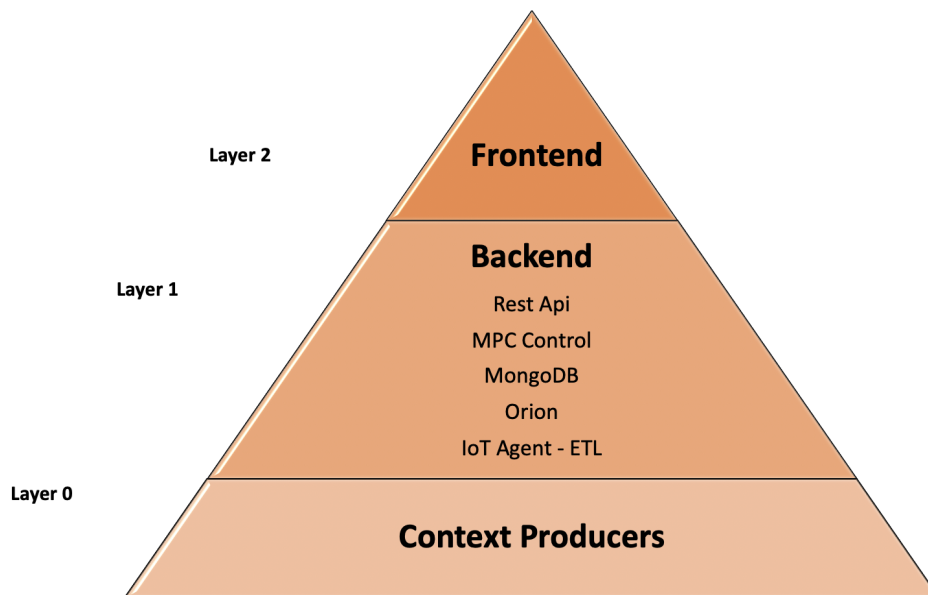 Layer 2
Frontend
Layer 1
Backend
Rest Api
MPC Control
MongoDB
Orion
IoT Agent - ETL
Layer 0
Context Producers